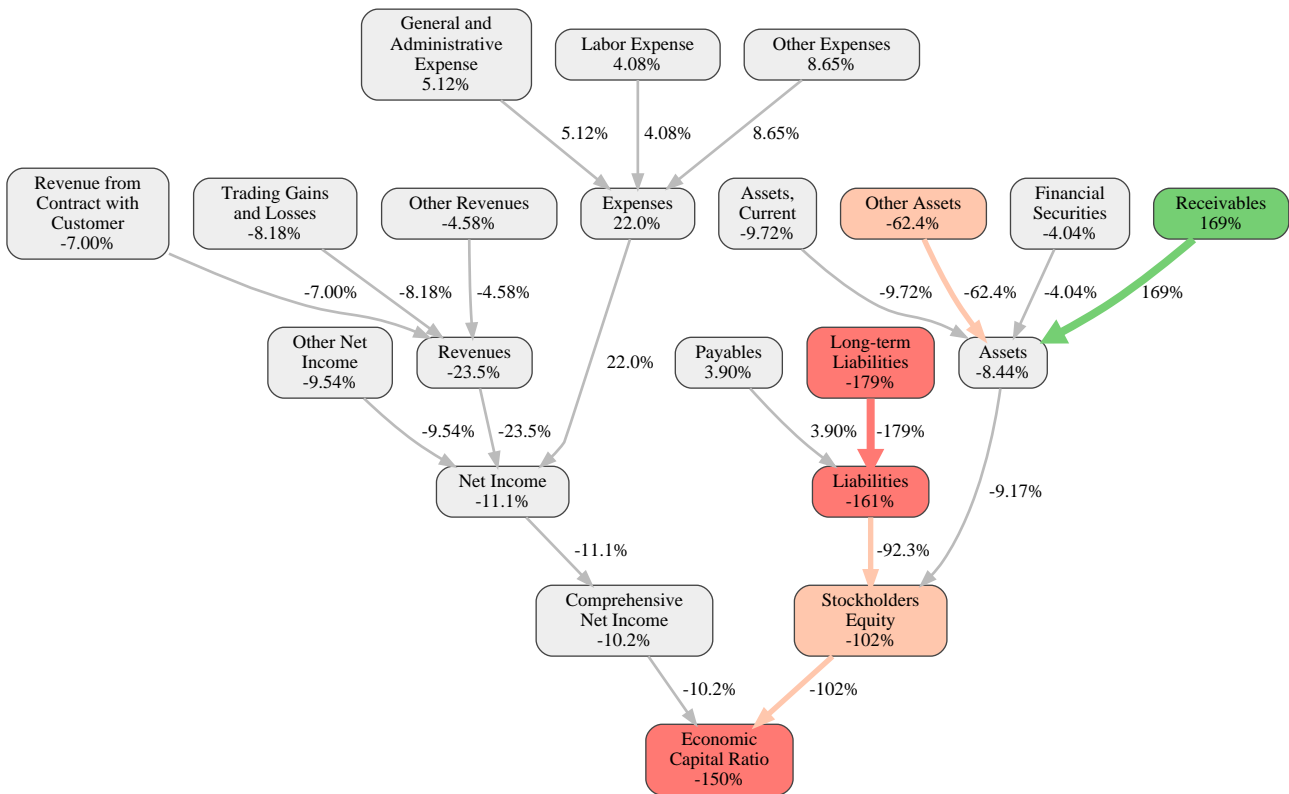 General and
Administrative
Expense
5.12%
Labor Expense
4.08%
Other Expenses
8.65%
5.12%
4.08%
8.65%
Revenue from
Contract with
Customer
-7.00%
Trading Gains
and Losses
-8.18%
Other Revenues
-4.58%
Expenses
22.0%
Assets,
Current
-9.72%
Other Assets
-62.4%
Financial
Securities
-4.04%
Receivables
169%
-7.00%
-8.18%
-4.58%
-9.72%
-62.4%
-4.04%
169%
Other Net
Income
-9.54%
Revenues
-23.5%
22.0%
Payables
3.90%
Long-term
Liabilities
-179%
Assets
-8.44%
-9.54%
-23.5%
3.90%
-179%
Net Income
-11.1%
Liabilities
-161%
-9.17%
-11.1%
-92.3%
Comprehensive
Net Income
-10.2%
Stockholders
Equity
-102%
-10.2%
-102%
Economic
Capital Ratio
-150%